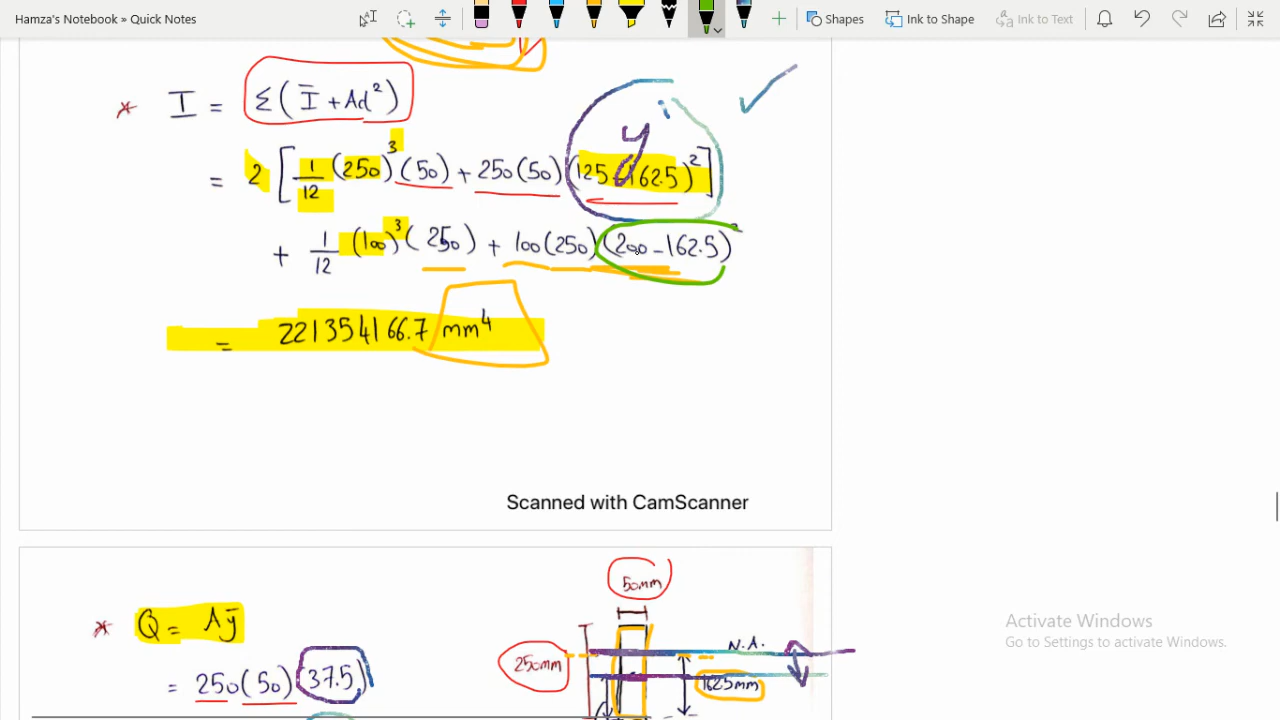 Hamza's Notebook » Quick Notes
Shapes Ink to Shape Ink to Text
* I = Σ( Ī + Ad² )
= 2 [ 1/12 (250)³ (50) + 250(50) (125 - 162.5)² ]
y
+ 1/12 (100)³ ( 250) + 100(250) (200 - 162.5)²
= 221354166.7 mm⁴
Scanned with CamScanner
50mm
* Q = Aȳ
N.A.
250mm
= 250(50) (37.5)
162.5mm
Activate Windows
Go to Settings to activate Windows.